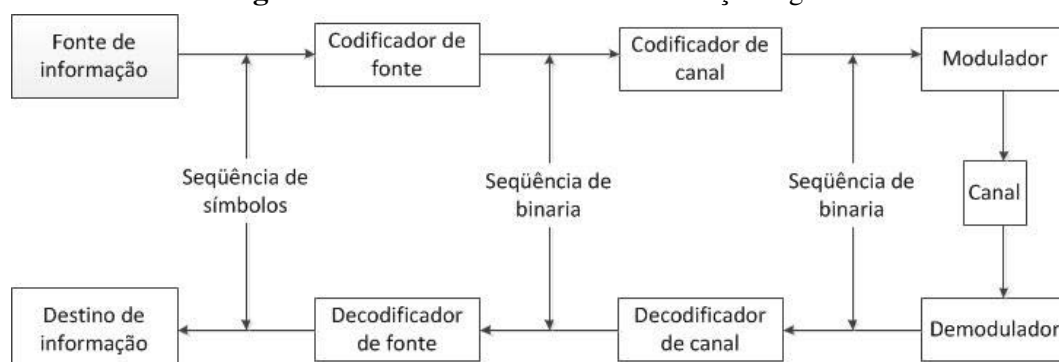 Fonte de
informação
Codificador de
fonte
Codificador de
canal
Modulador
Seqüência de
símbolos
Seqüência de
binaria
Seqüência de
binaria
Canal
Destino de
informação
Decodificador
de fonte
Decodificador
de canal
Demodulador